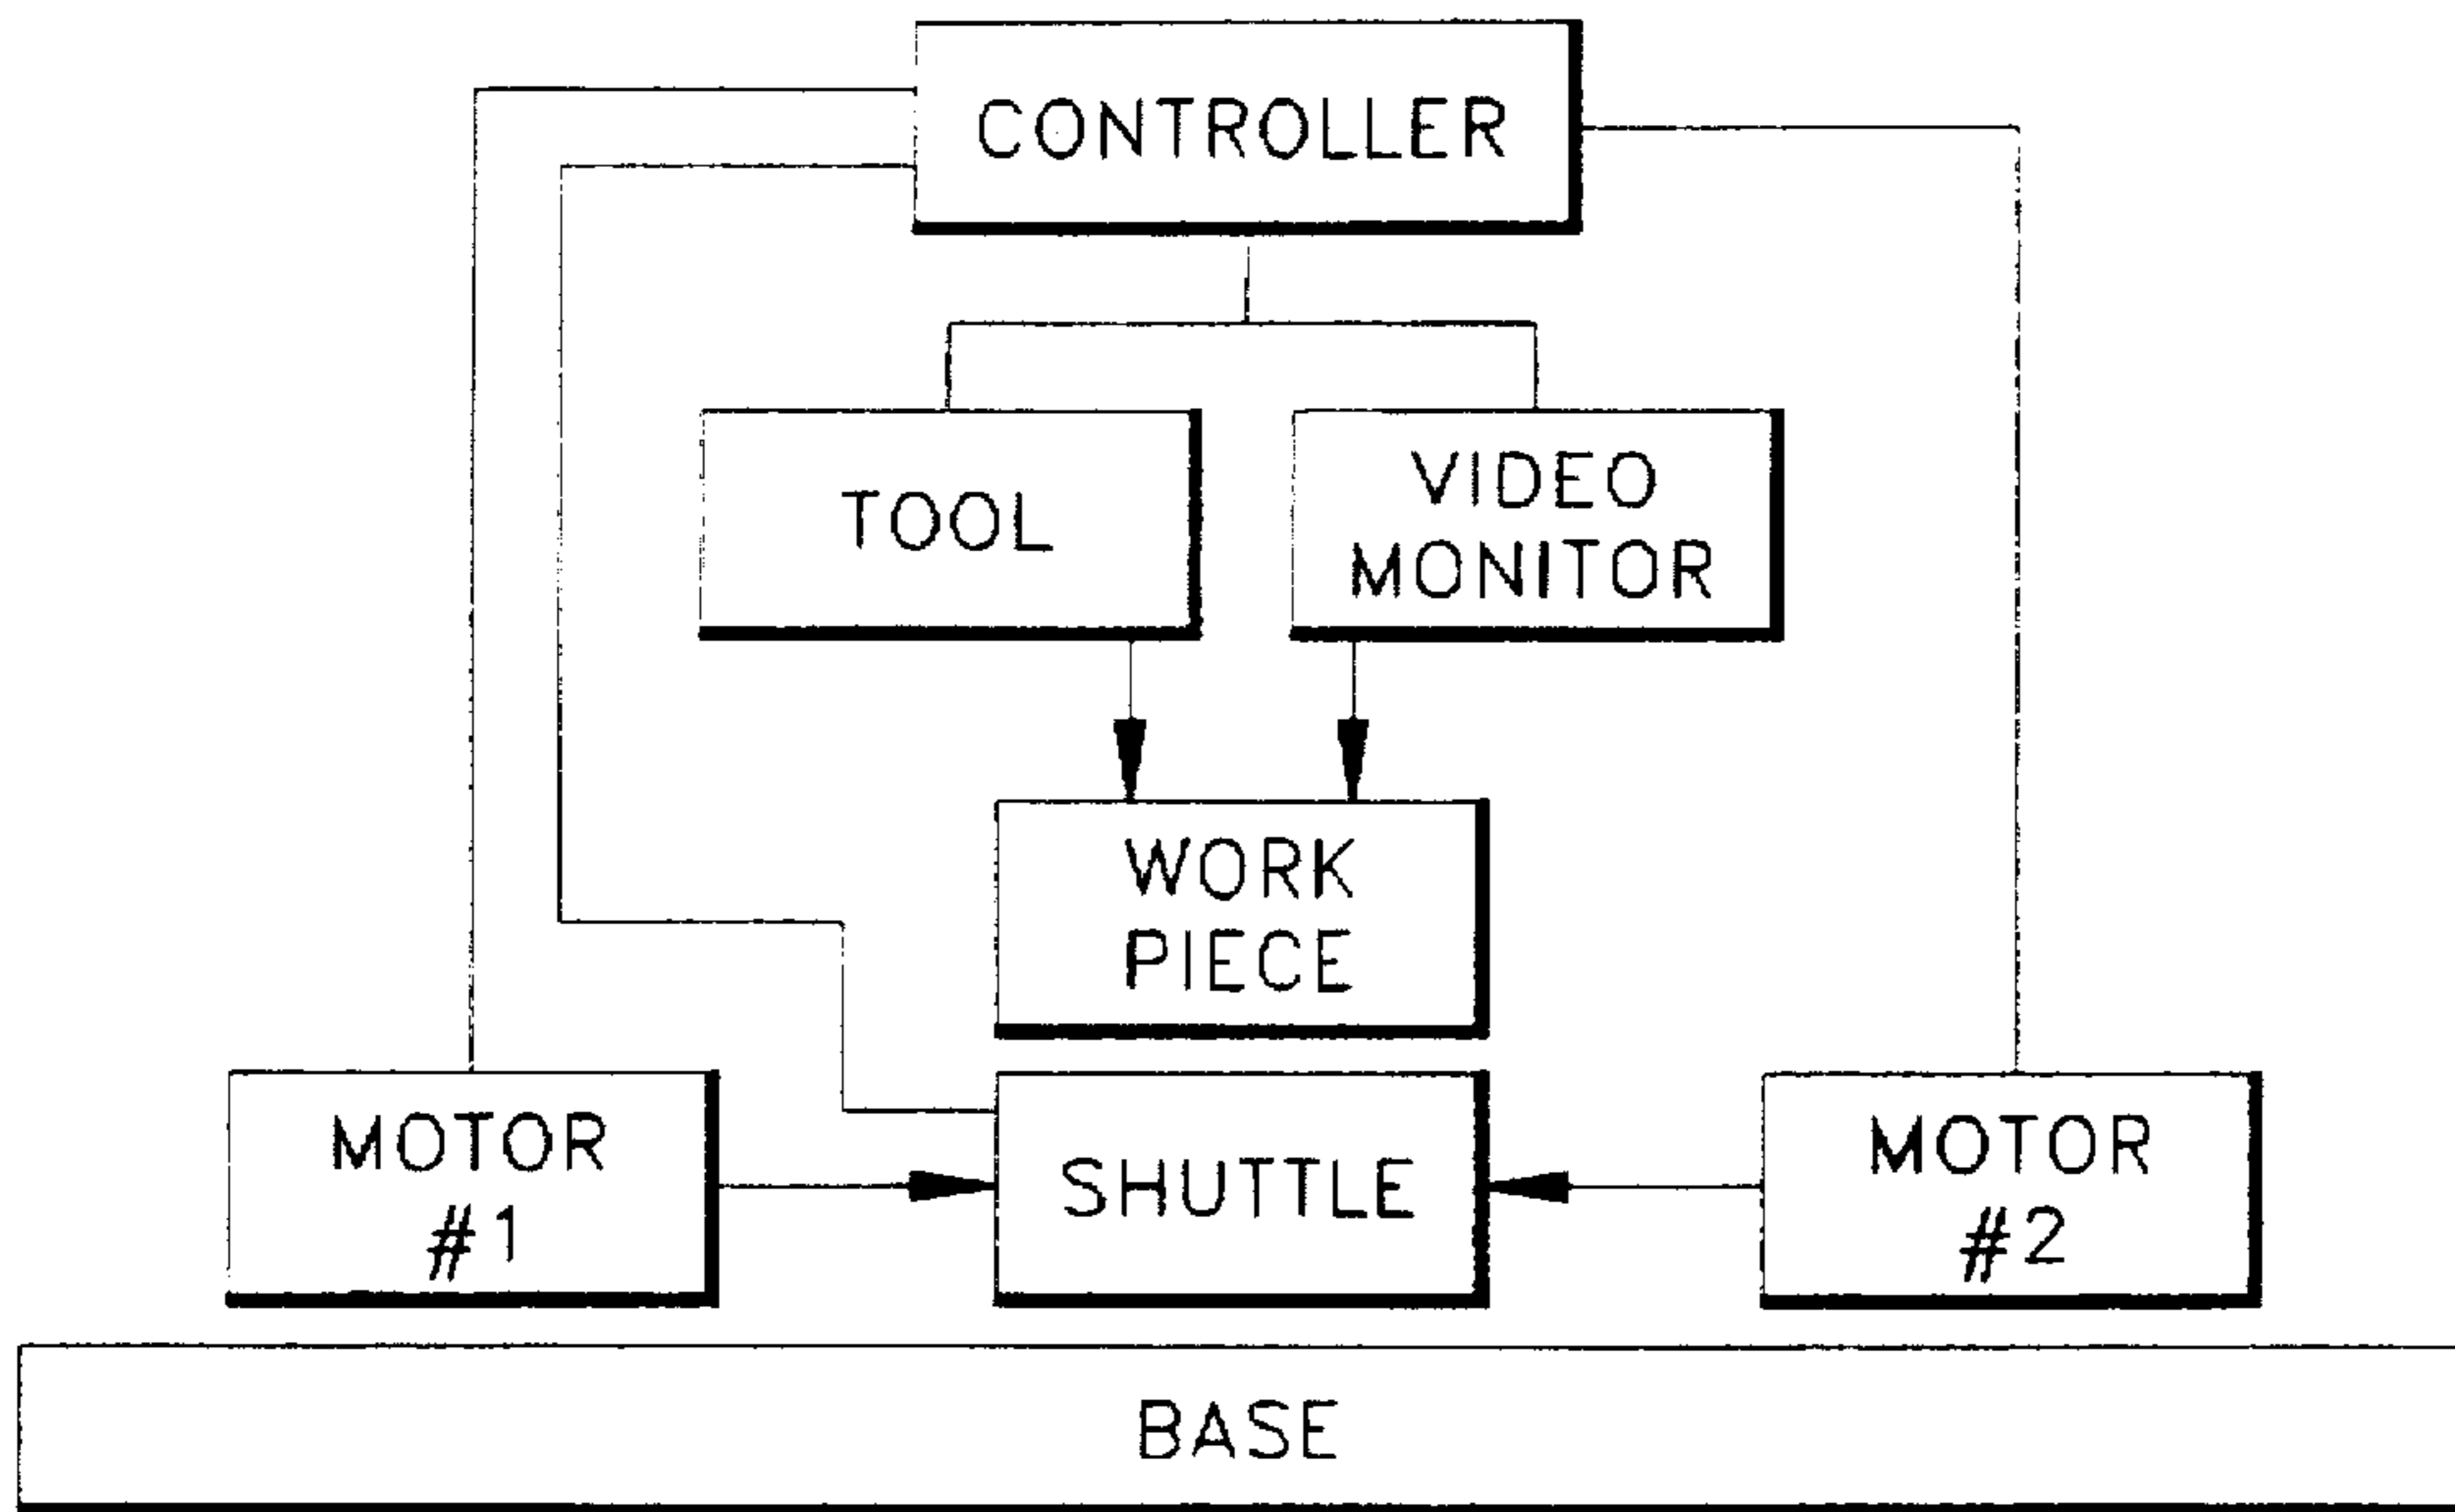 CONTROLLER
TOOL
VIDEO
MONITOR
WORK
PIECE
MOTOR
#1
SHUTTLE
MOTOR
#2
BASE